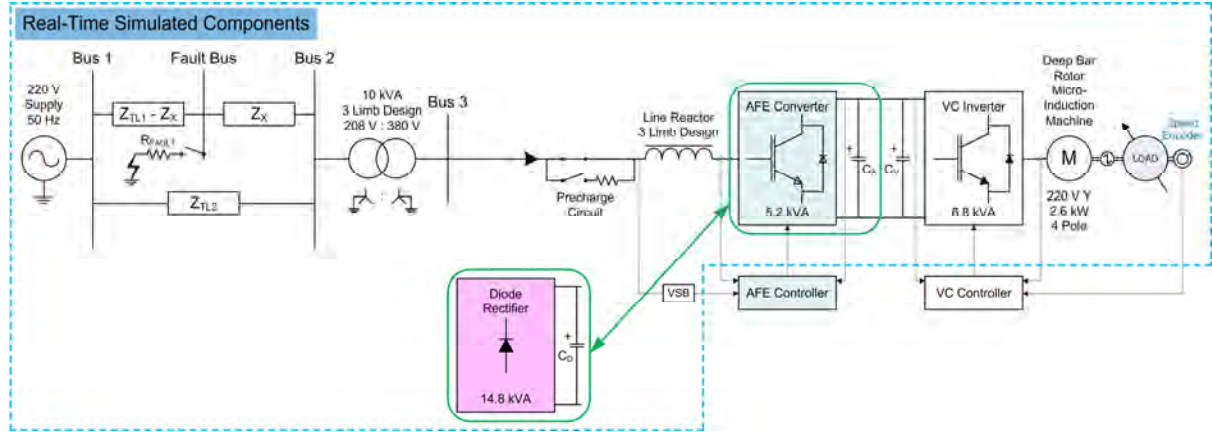 Real-Time Simulated Components
Bus 1
Fault Bus
Bus 2
220 V
Supply
50 Hz
Z_TL1 - Z_X
Z_X
R_FAULT
Z_TL2
10 kVA
3 Limb Design
208 V : 380 V
Bus 3
Precharge
Circuit
Line Reactor
3 Limb Design
AFE Converter
5.2 kVA
+
C_A
+
C_V
VC Inverter
6.8 kVA
Deep Bar
Rotor
Micro-
Induction
Machine
M
220 V Y
2.6 kW
4 Pole
LOAD
Speed
Encoder
VSB
AFE Controller
VC Controller
Diode
Rectifier
14.8 kVA
+
C_D